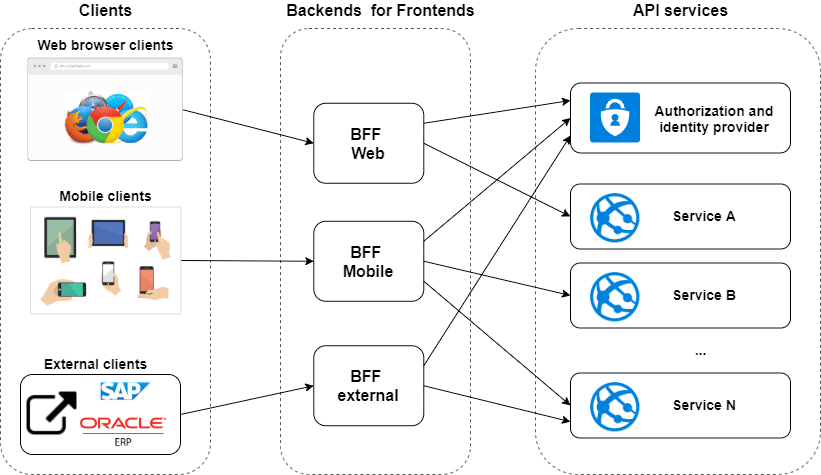 Clients
Backends for Frontends
API services
Web browser clients
Mobile clients
External clients
SAP
ORACLE
ERP
BFF
Web
BFF
Mobile
BFF
external
Authorization and
identity provider
Service A
Service B
...
Service N